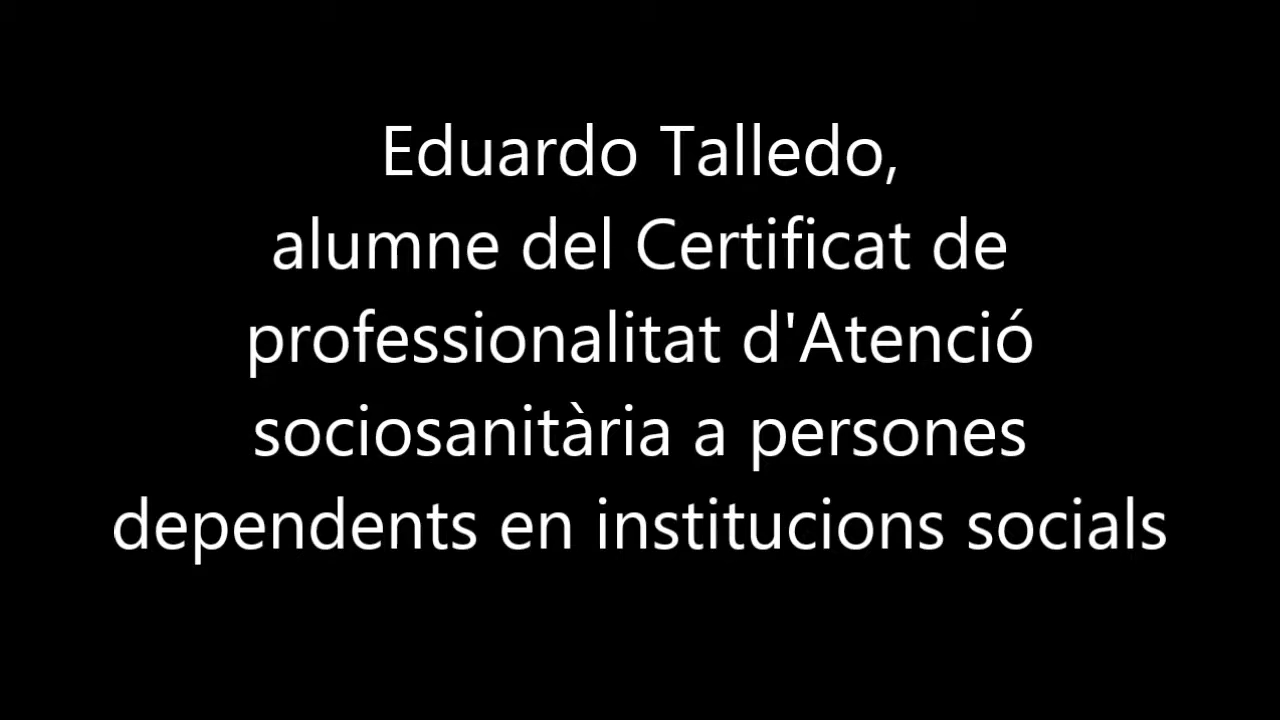 Eduardo Talledo,
alumne del Certificat de
professionalitat d'Atenció
sociosanitària a persones
dependents en institucions socials